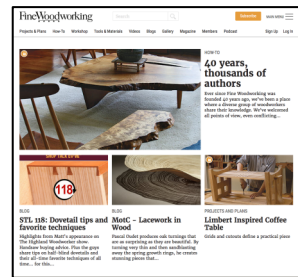 FineWoodworking
Search
Subscribe
MAIN MENU
Projects & Plans How-To Workshop Tools & Materials Videos Blogs Gallery Magazine Members Podcast Sign Up Log In
HOW-TO
40 years,
thousands of
authors
Ever since Fine Woodworking was
founded 40 years ago, we've been a place
where a diverse group of woodworkers
share their knowledge. We've welcomed
all points of view, even conflicting...
SHOP TALK LIVE
118
BLOG
STL 118: Dovetail tips and
favorite techniques
Highlights from Matt's appearance on
The Highland Woodworker show.
Handsaw buying advice. Plus the guys
share tips on half-blind dovetails and
their all-time favorite techniques of all
time... for this...
BLOG
MotC - Lacework in
Wood
Pascal Oudet produces oak turnings that
are as surprising as they are beautiful. By
turning very thin and then sandblasting
away the spring growth rings, he creates
stunning pieces that...
PROJECTS AND PLANS
Limbert Inspired Coffee
Table
Grids and cutouts define a practical piece